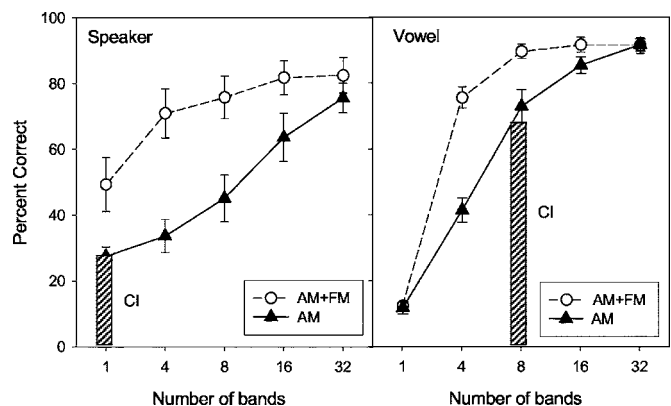 100
80
60
40
20
0
Percent Correct
Speaker
CI
AM+FM
AM
1 4 8 16 32
Number of bands
Vowel
CI
AM+FM
AM
1 4 8 16 32
Number of bands